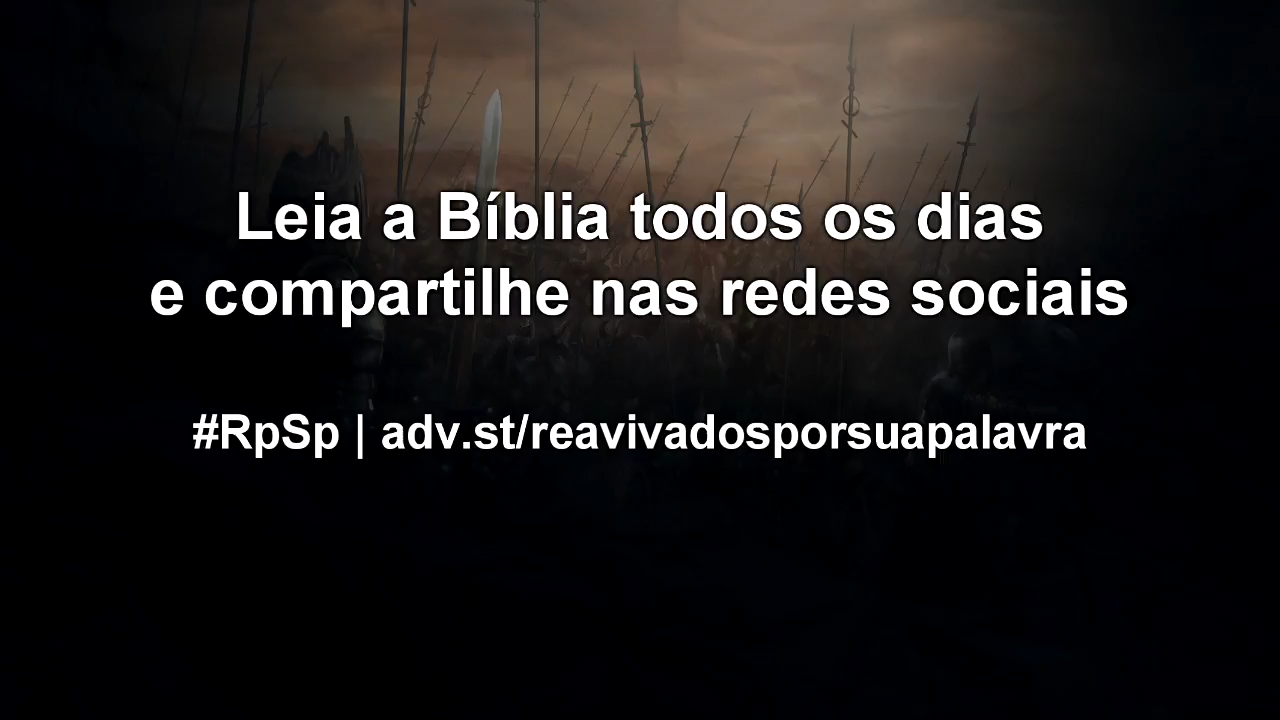 Leia a Bíblia todos os dias
e compartilhe nas redes sociais
#RpSp | adv.st/reavivadosporsuapalavra